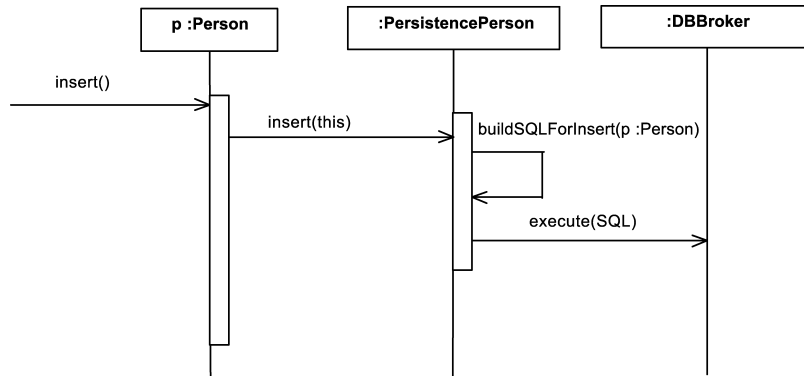 p :Person
:PersistencePerson
:DBBroker
insert()
insert(this)
buildSQLForInsert(p :Person)
execute(SQL)